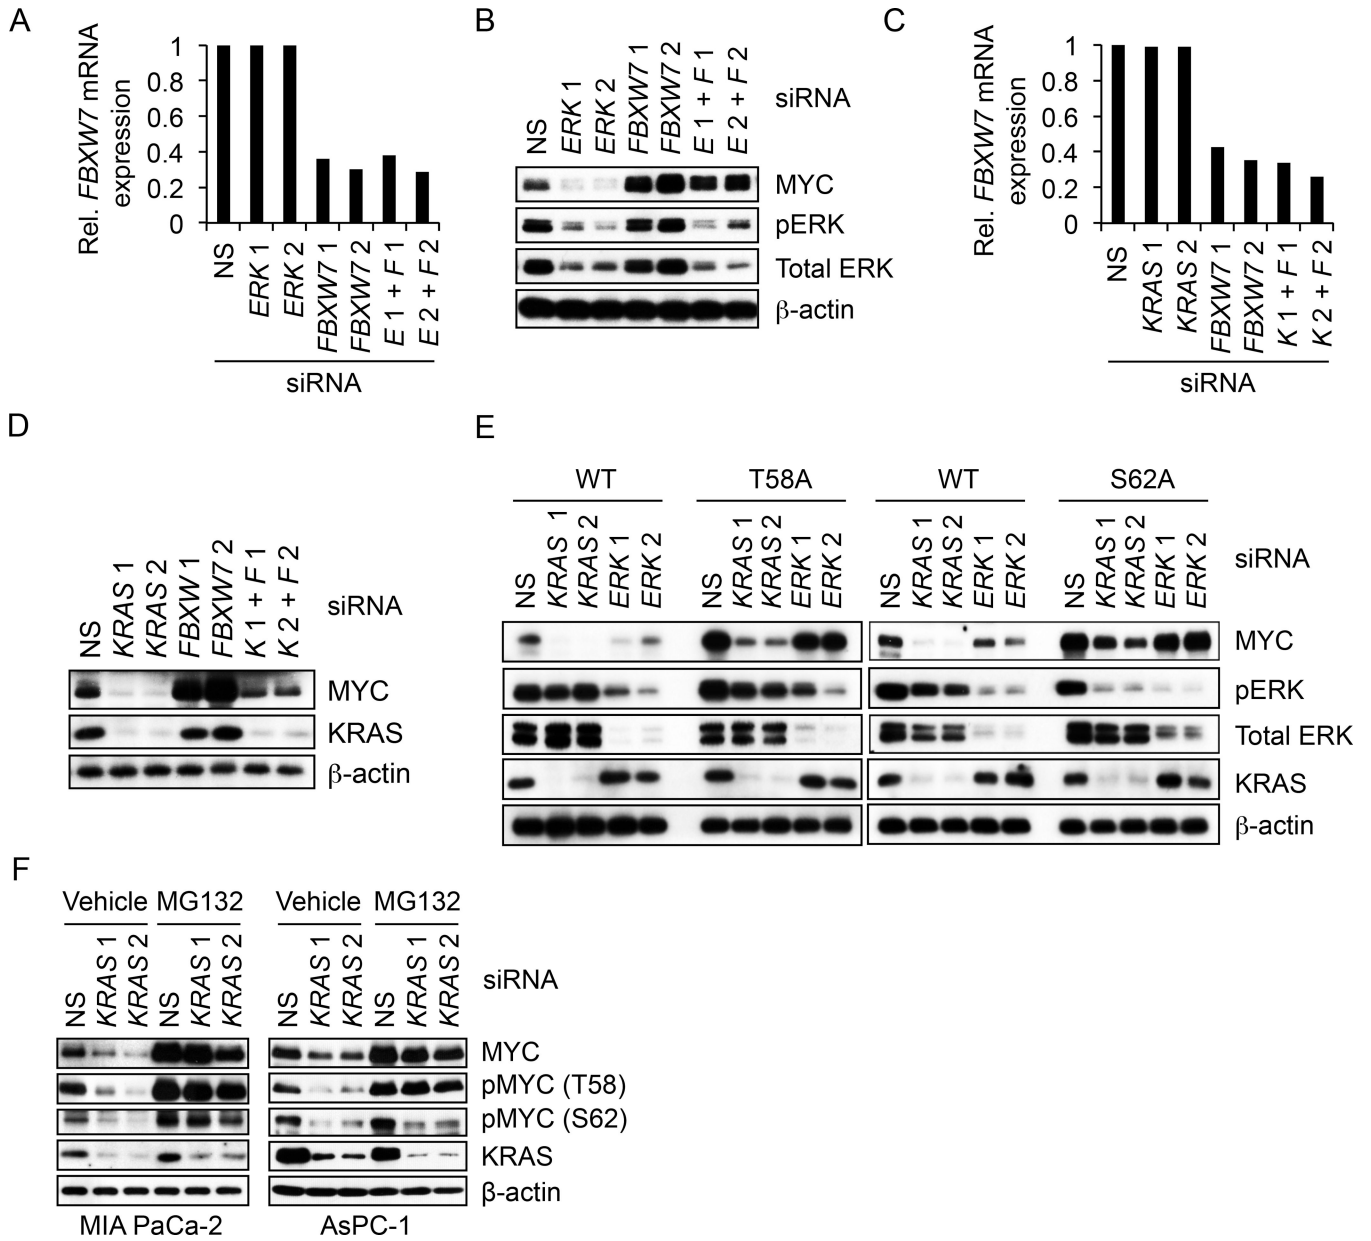 A
Rel. FBXW7 mRNA
expression
1
0.8
0.6
0.4
0.2
0
NS
ERK 1
ERK 2
FBXW7 1
FBXW7 2
E 1 + F 1
E 2 + F 2
siRNA
B
NS
ERK 1
ERK 2
FBXW7 1
FBXW7 2
E 1 + F 1
E 2 + F 2
siRNA
MYC
pERK
Total ERK
β-actin
C
Rel. FBXW7 mRNA
expression
1
0.8
0.6
0.4
0.2
0
NS
KRAS 1
KRAS 2
FBXW7 1
FBXW7 2
K 1 + F 1
K 2 + F 2
siRNA
D
NS
KRAS 1
KRAS 2
FBXW 1
FBXW7 2
K 1 + F 1
K 2 + F 2
siRNA
MYC
KRAS
β-actin
E
WT
T58A
WT
S62A
NS
KRAS 1
KRAS 2
ERK 1
ERK 2
NS
KRAS 1
KRAS 2
ERK 1
ERK 2
NS
KRAS 1
KRAS 2
ERK 1
ERK 2
NS
KRAS 1
KRAS 2
ERK 1
ERK 2
siRNA
MYC
pERK
Total ERK
KRAS
β-actin
F
Vehicle
MG132
Vehicle
MG132
NS
KRAS 1
KRAS 2
NS
KRAS 1
KRAS 2
NS
KRAS 1
KRAS 2
NS
KRAS 1
KRAS 2
siRNA
MYC
pMYC (T58)
pMYC (S62)
KRAS
β-actin
MIA PaCa-2
AsPC-1